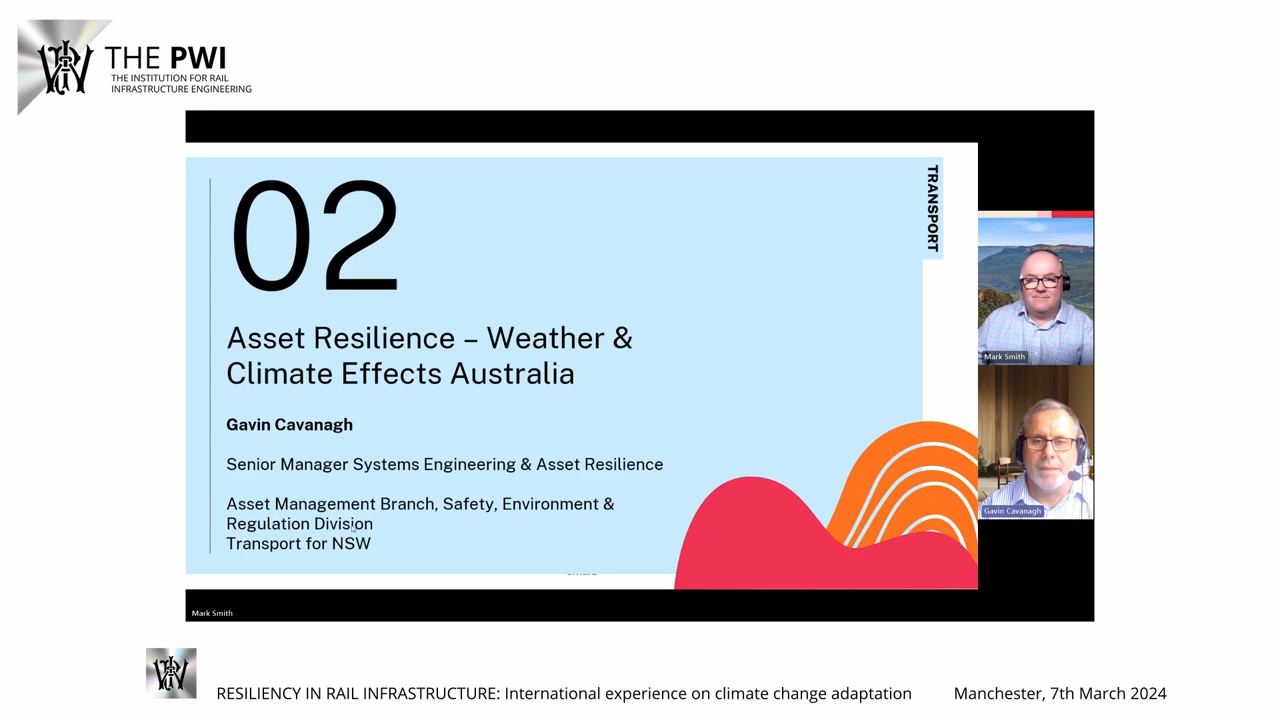 THE PWI
THE INSTITUTION FOR RAIL
INFRASTRUCTURE ENGINEERING
02
TRANSPORT
Asset Resilience – Weather &
Climate Effects Australia
Gavin Cavanagh
Senior Manager Systems Engineering & Asset Resilience
Asset Management Branch, Safety, Environment &
Regulation Division
Transport for NSW
Mark Smith
Gavin Cavanagh
Mark Smith
RESILIENCY IN RAIL INFRASTRUCTURE: International experience on climate change adaptation
Manchester, 7th March 2024